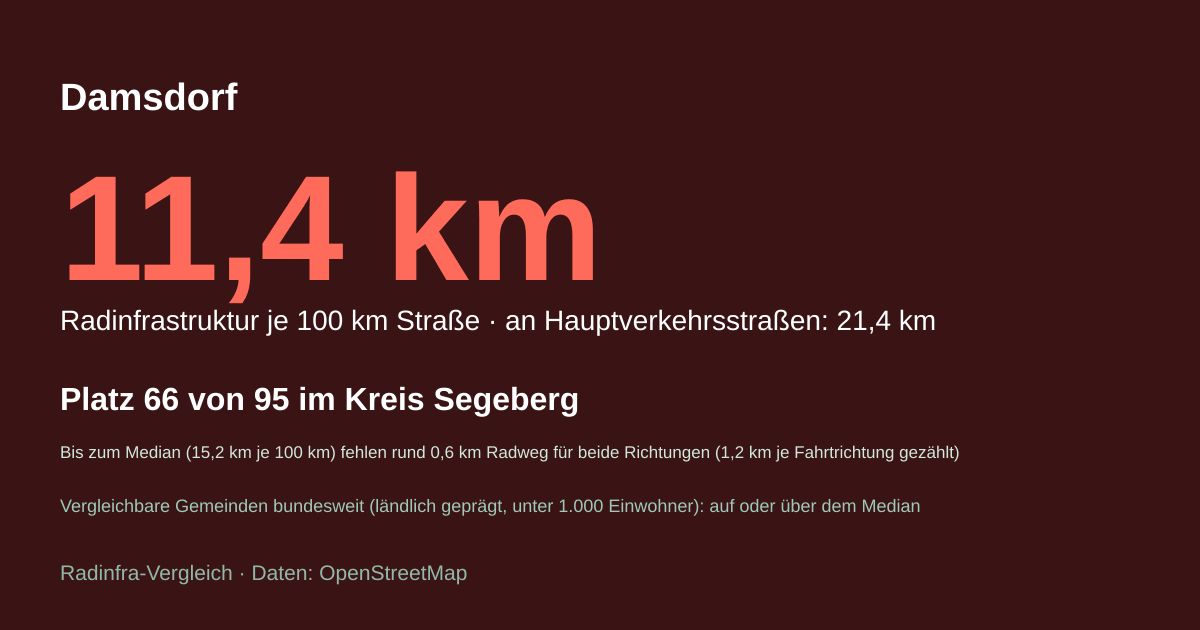 Damsdorf
11,4 km
Radinfrastruktur je 100 km Straße · an Hauptverkehrsstraßen: 21,4 km
Platz 66 von 95 im Kreis Segeberg
Bis zum Median (15,2 km je 100 km) fehlen rund 0,6 km Radweg für beide Richtungen (1,2 km je Fahrtrichtung gezählt)
Vergleichbare Gemeinden bundesweit (ländlich geprägt, unter 1.000 Einwohner): auf oder über dem Median
Radinfra-Vergleich · Daten: OpenStreetMap